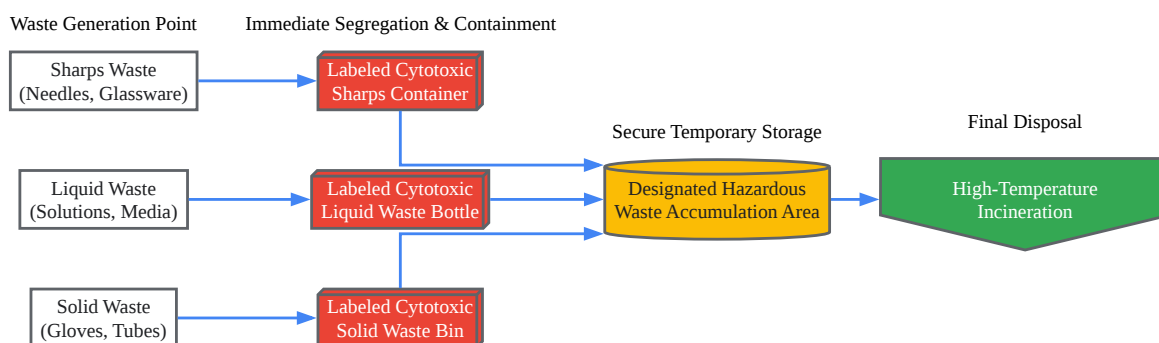 Waste Generation Point
Immediate Segregation & Containment
Sharps Waste
(Needles, Glassware)
Labeled Cytotoxic
Sharps Container
Secure Temporary Storage
Final Disposal
Liquid Waste
(Solutions, Media)
Labeled Cytotoxic
Liquid Waste Bottle
Designated Hazardous
Waste Accumulation Area
High-Temperature
Incineration
Solid Waste
(Gloves, Tubes)
Labeled Cytotoxic
Solid Waste Bin